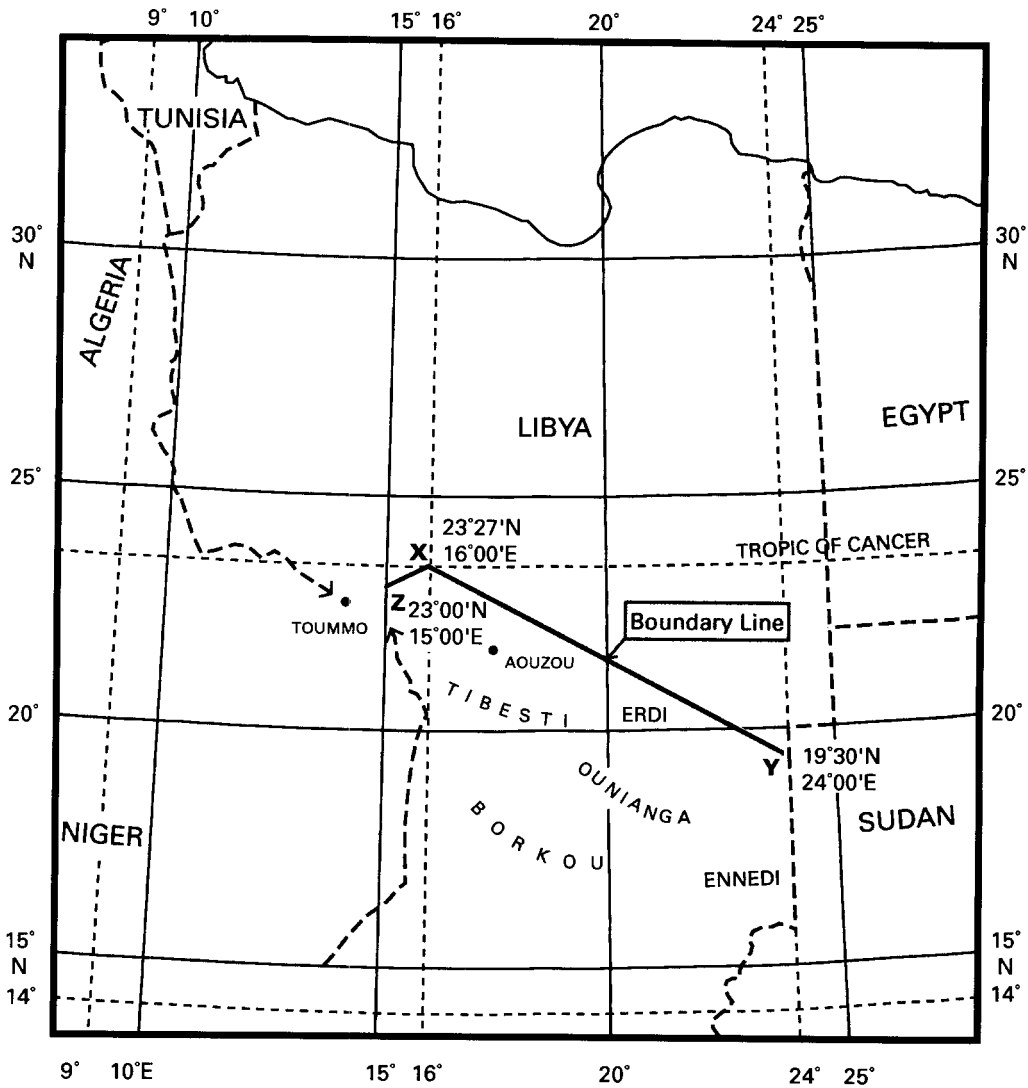 9° 10° 15° 16° 20° 24° 25°
TUNISIA
30°
N
30°
N
ALGERIA
LIBYA
EGYPT
25°
25°
23°27'N
X 16°00'E
TROPIC OF CANCER
Z 23°00'N
15°00'E
TOUMMO
Boundary Line
AOUZOU
TIBESTI
ERDI
20°
20°
Y
19°30'N
24°00'E
OUNIANGA
BORKOU
NIGER
SUDAN
ENNEDI
15°
N
14°
15°
N
14°
9° 10°E 15° 16° 20° 24° 25°